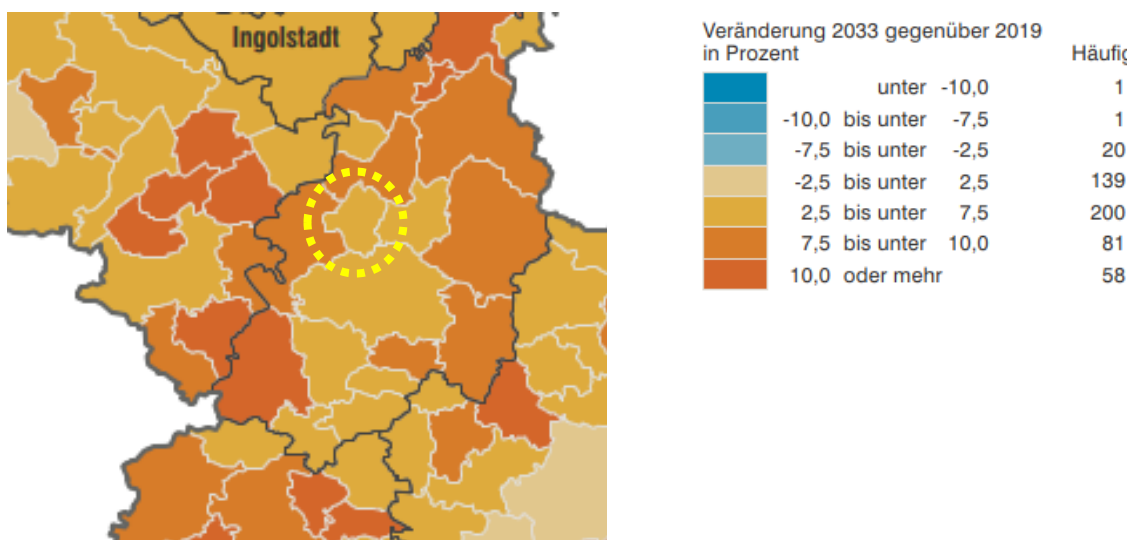 Ingolstadt
Veränderung 2033 gegenüber 2019
in Prozent Häufig
unter -10,0 1
-10,0 bis unter -7,5 1
-7,5 bis unter -2,5 20
-2,5 bis unter 2,5 139
2,5 bis unter 7,5 200
7,5 bis unter 10,0 81
10,0 oder mehr 58